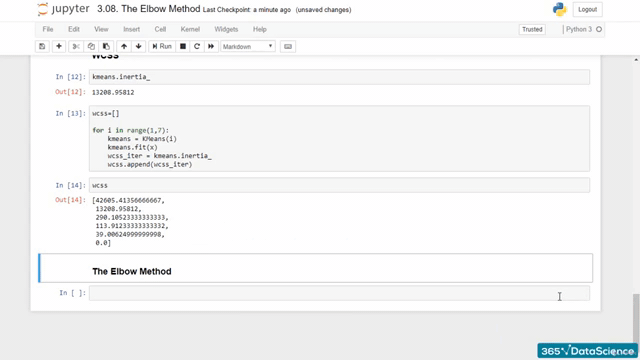 jupyter 3.08. The Elbow Method Last Checkpoint: a minute ago (unsaved changes)
Logout
File Edit View Insert Cell Kernel Widgets Help
Trusted
Python 3
Run
Markdown
WCSS
In [12]: kmeans.inertia_
Out[12]: 13208.95812
In [13]: wcss=[]
for i in range(1,7):
kmeans = KMeans(i)
kmeans.fit(x)
wcss_iter = kmeans.inertia_
wcss.append(wcss_iter)
In [14]: wcss
Out[14]: [42605.41356666667,
13208.95812,
290.10523333333333,
113.91233333333332,
39.00624999999998,
0.0]
The Elbow Method
In [ ]:
365 DataScience